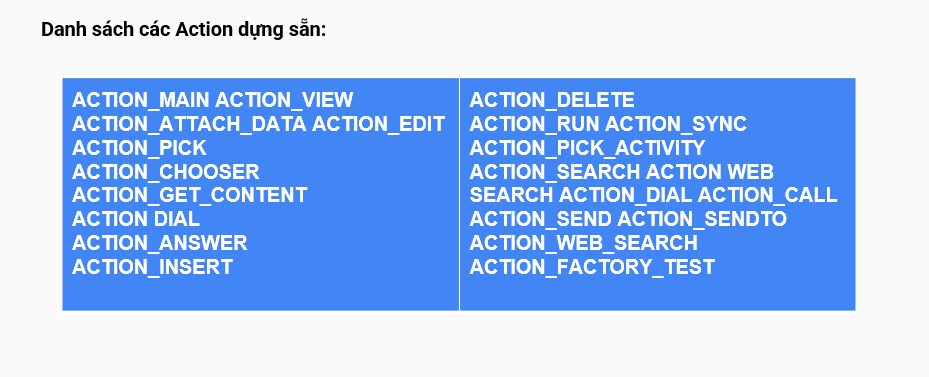 Danh sách các Action dựng sẵn:
ACTION_MAIN ACTION_VIEW
ACTION_ATTACH_DATA ACTION_EDIT
ACTION_PICK
ACTION_CHOOSER
ACTION_GET_CONTENT
ACTION DIAL
ACTION_ANSWER
ACTION_INSERT
ACTION_DELETE
ACTION_RUN ACTION_SYNC
ACTION_PICK_ACTIVITY
ACTION_SEARCH ACTION WEB
SEARCH ACTION_DIAL ACTION_CALL
ACTION_SEND ACTION_SENDTO
ACTION_WEB_SEARCH
ACTION_FACTORY_TEST